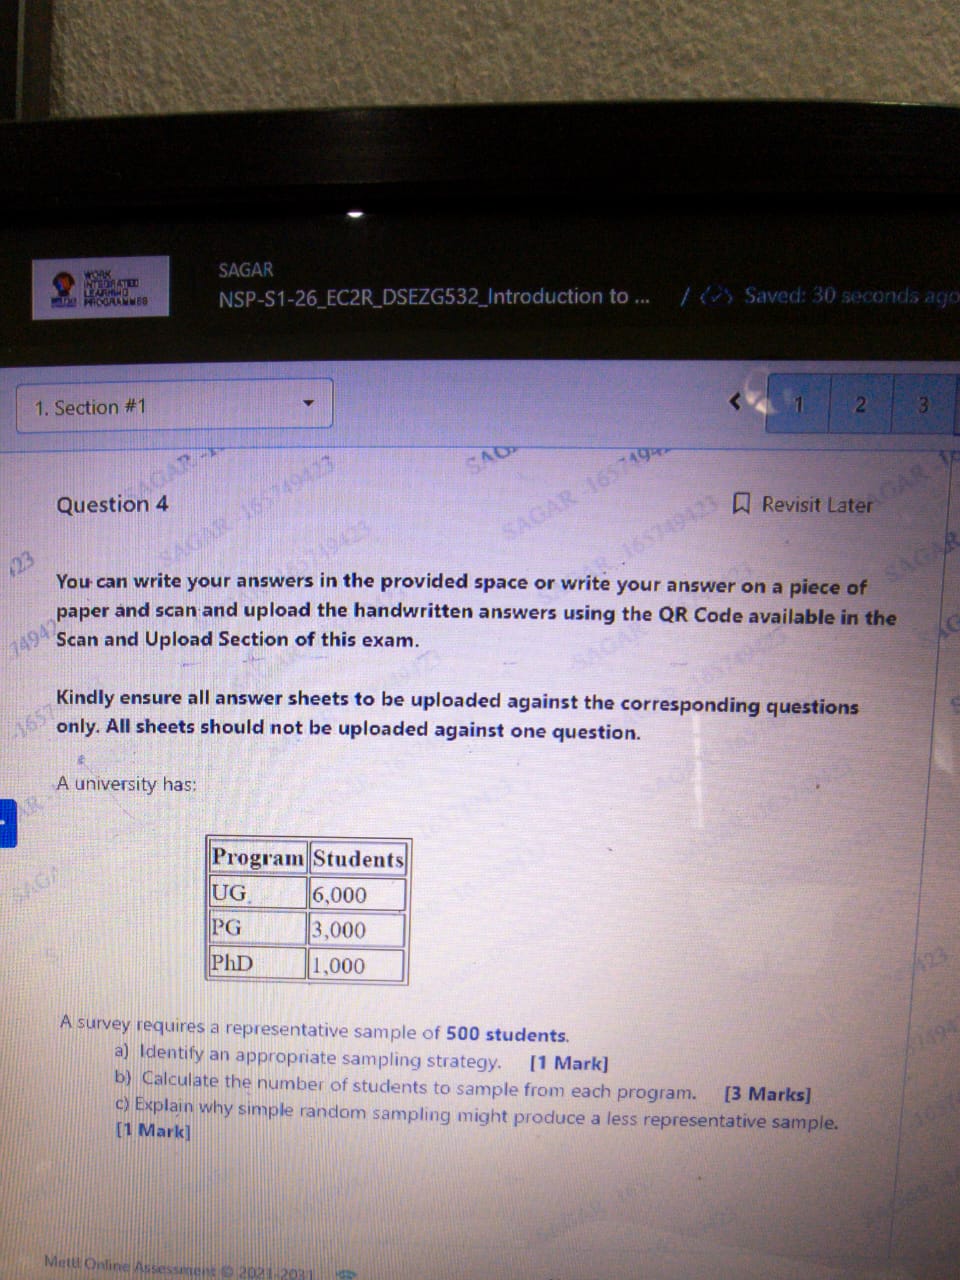 WORK
INTEGRATED
LEARNING
PROGRAMMES
SAGAR
NSP-S1-26_EC2R_DSEZG532_Introduction to ... / Saved: 30 seconds ago
1. Section #1
1 2 3
Question 4
Revisit Later
You can write your answers in the provided space or write your answer on a piece of
paper and scan and upload the handwritten answers using the QR Code available in the
Scan and Upload Section of this exam.
Kindly ensure all answer sheets to be uploaded against the corresponding questions
only. All sheets should not be uploaded against one question.
A university has:
Program Students
UG 6,000
PG 3,000
PhD 1,000
A survey requires a representative sample of 500 students.
a) Identify an appropriate sampling strategy. [1 Mark]
b) Calculate the number of students to sample from each program. [3 Marks]
c) Explain why simple random sampling might produce a less representative sample.
[1 Mark]
Mettl Online Assessment © 2021-2031
SAGAR - 165749423